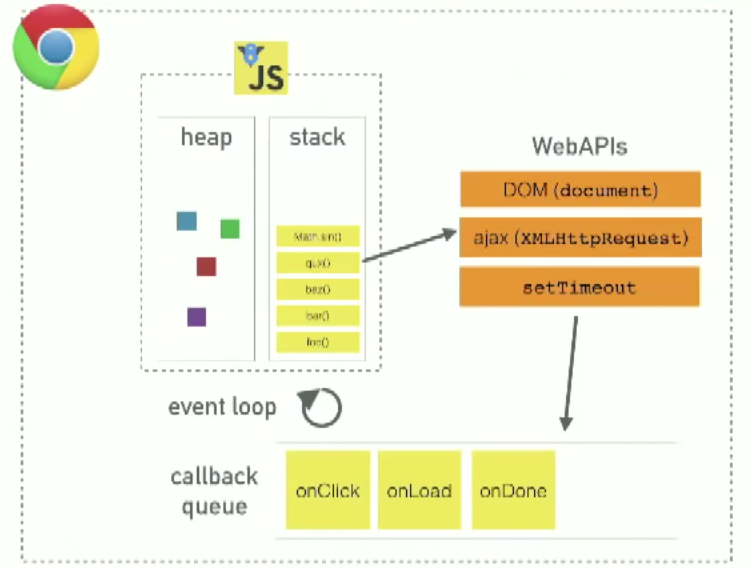 JS
heap
stack
Math.sin()
qux()
baz()
bar()
foo()
WebAPIs
DOM (document)
ajax (XMLHttpRequest)
setTimeout
event loop
callback
queue
onClick
onLoad
onDone